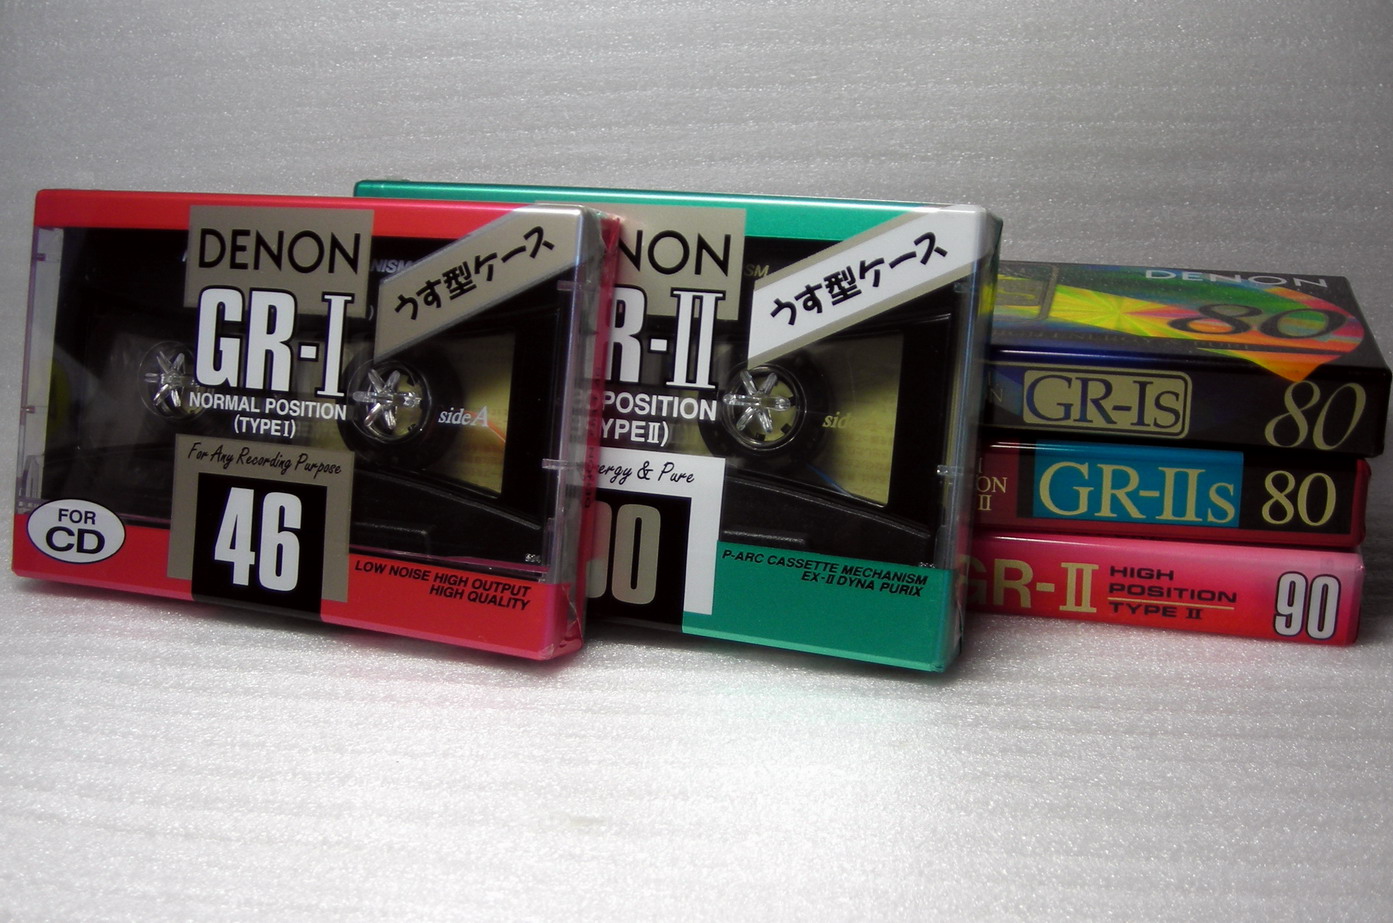 DENON
GR-I
NORMAL POSITION
(TYPE I)
For Any Recording Purpose
46
FOR
CD
うす型ケース
side A
LOW NOISE HIGH OUTPUT
HIGH QUALITY
NON
R-II
POSITION
YPE II)
ergy & Pure
うす型ケース
P-ARC CASSETTE MECHANISM
EX-II DYNA PURIX
DENON
80
GR-Is
80
GR-IIs
80
GR-II
HIGH
POSITION
TYPE II
90